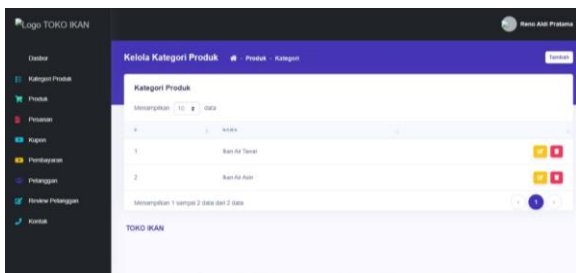 Logo TOKO IKAN
Reno Aldi Pratama
Dasbor
Kategori Produk
Produk
Pesanan
Kupon
Pembayaran
Pelanggan
Review Pelanggan
Kontak
Kelola Kategori Produk - Produk - Kategori
Tambah
Kategori Produk
Menampilkan 10 data
# NAMA
1 Ikan Air Tawar
2 Ikan Air Asin
Menampilkan 1 sampai 2 data dari 2 data
1
TOKO IKAN